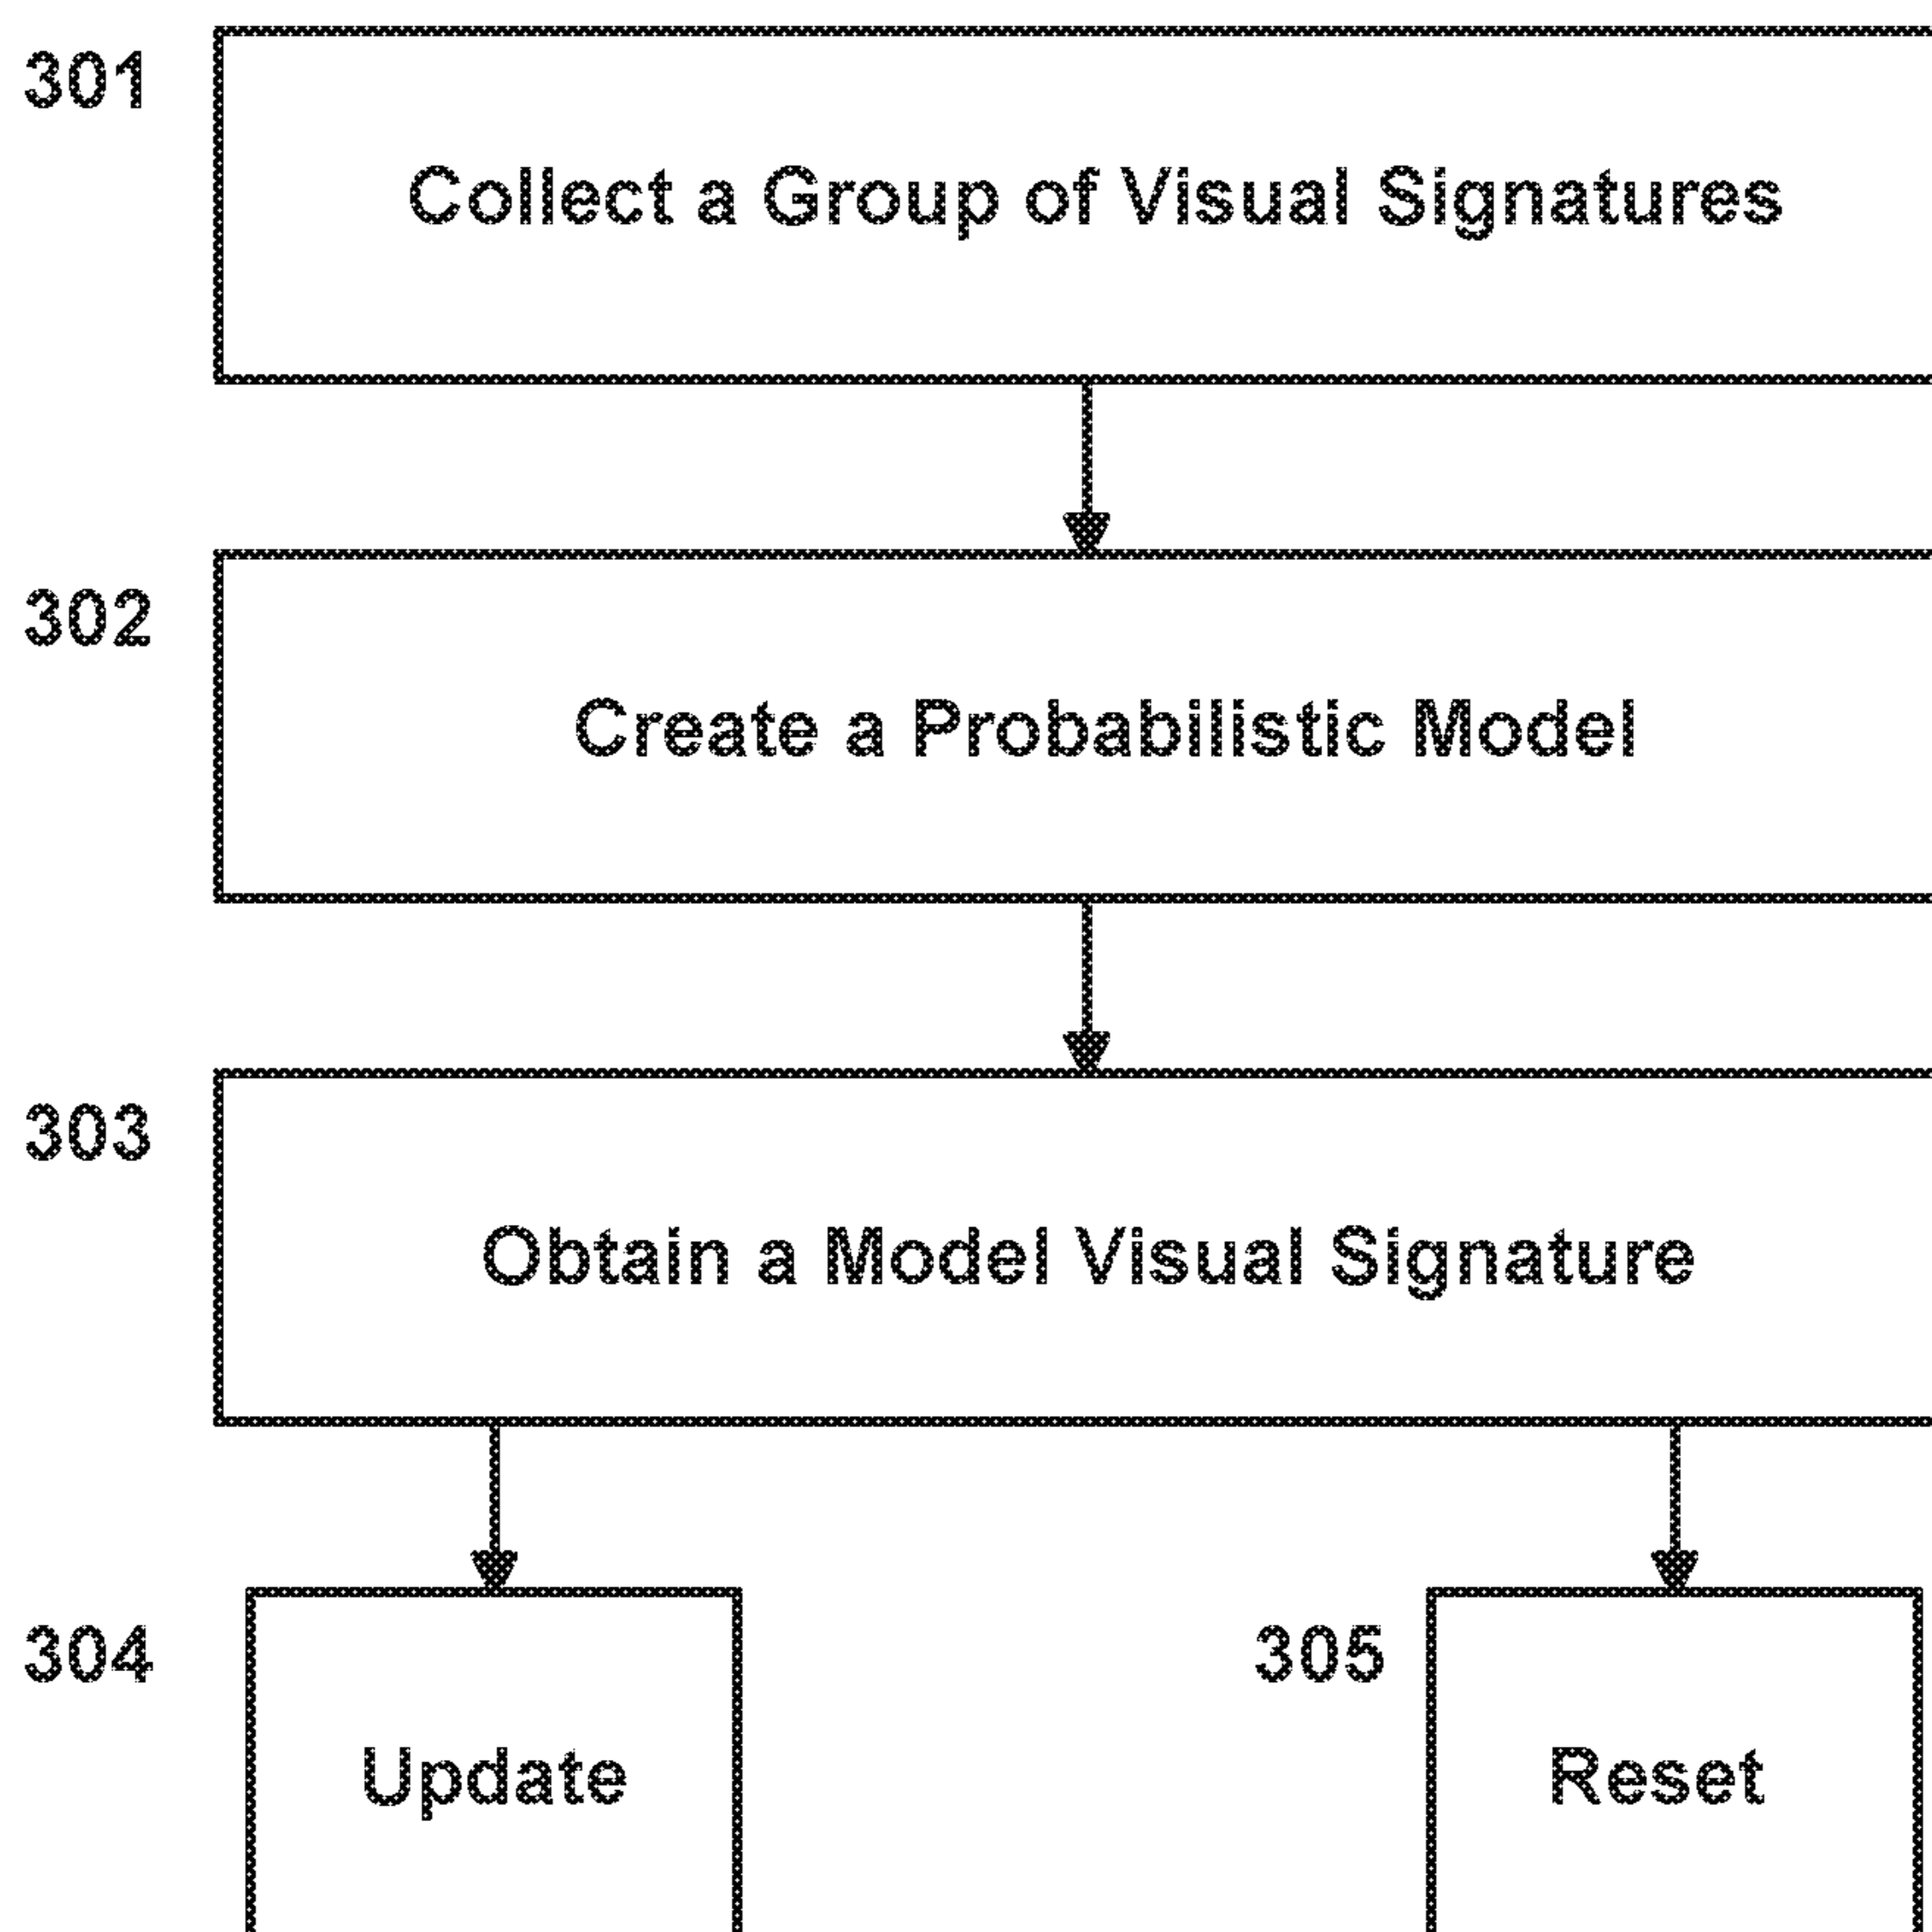 301
Collect a Group of Visual Signatures
302
Create a Probabilistic Model
303
Obtain a Model Visual Signature
304
305
Update
Reset